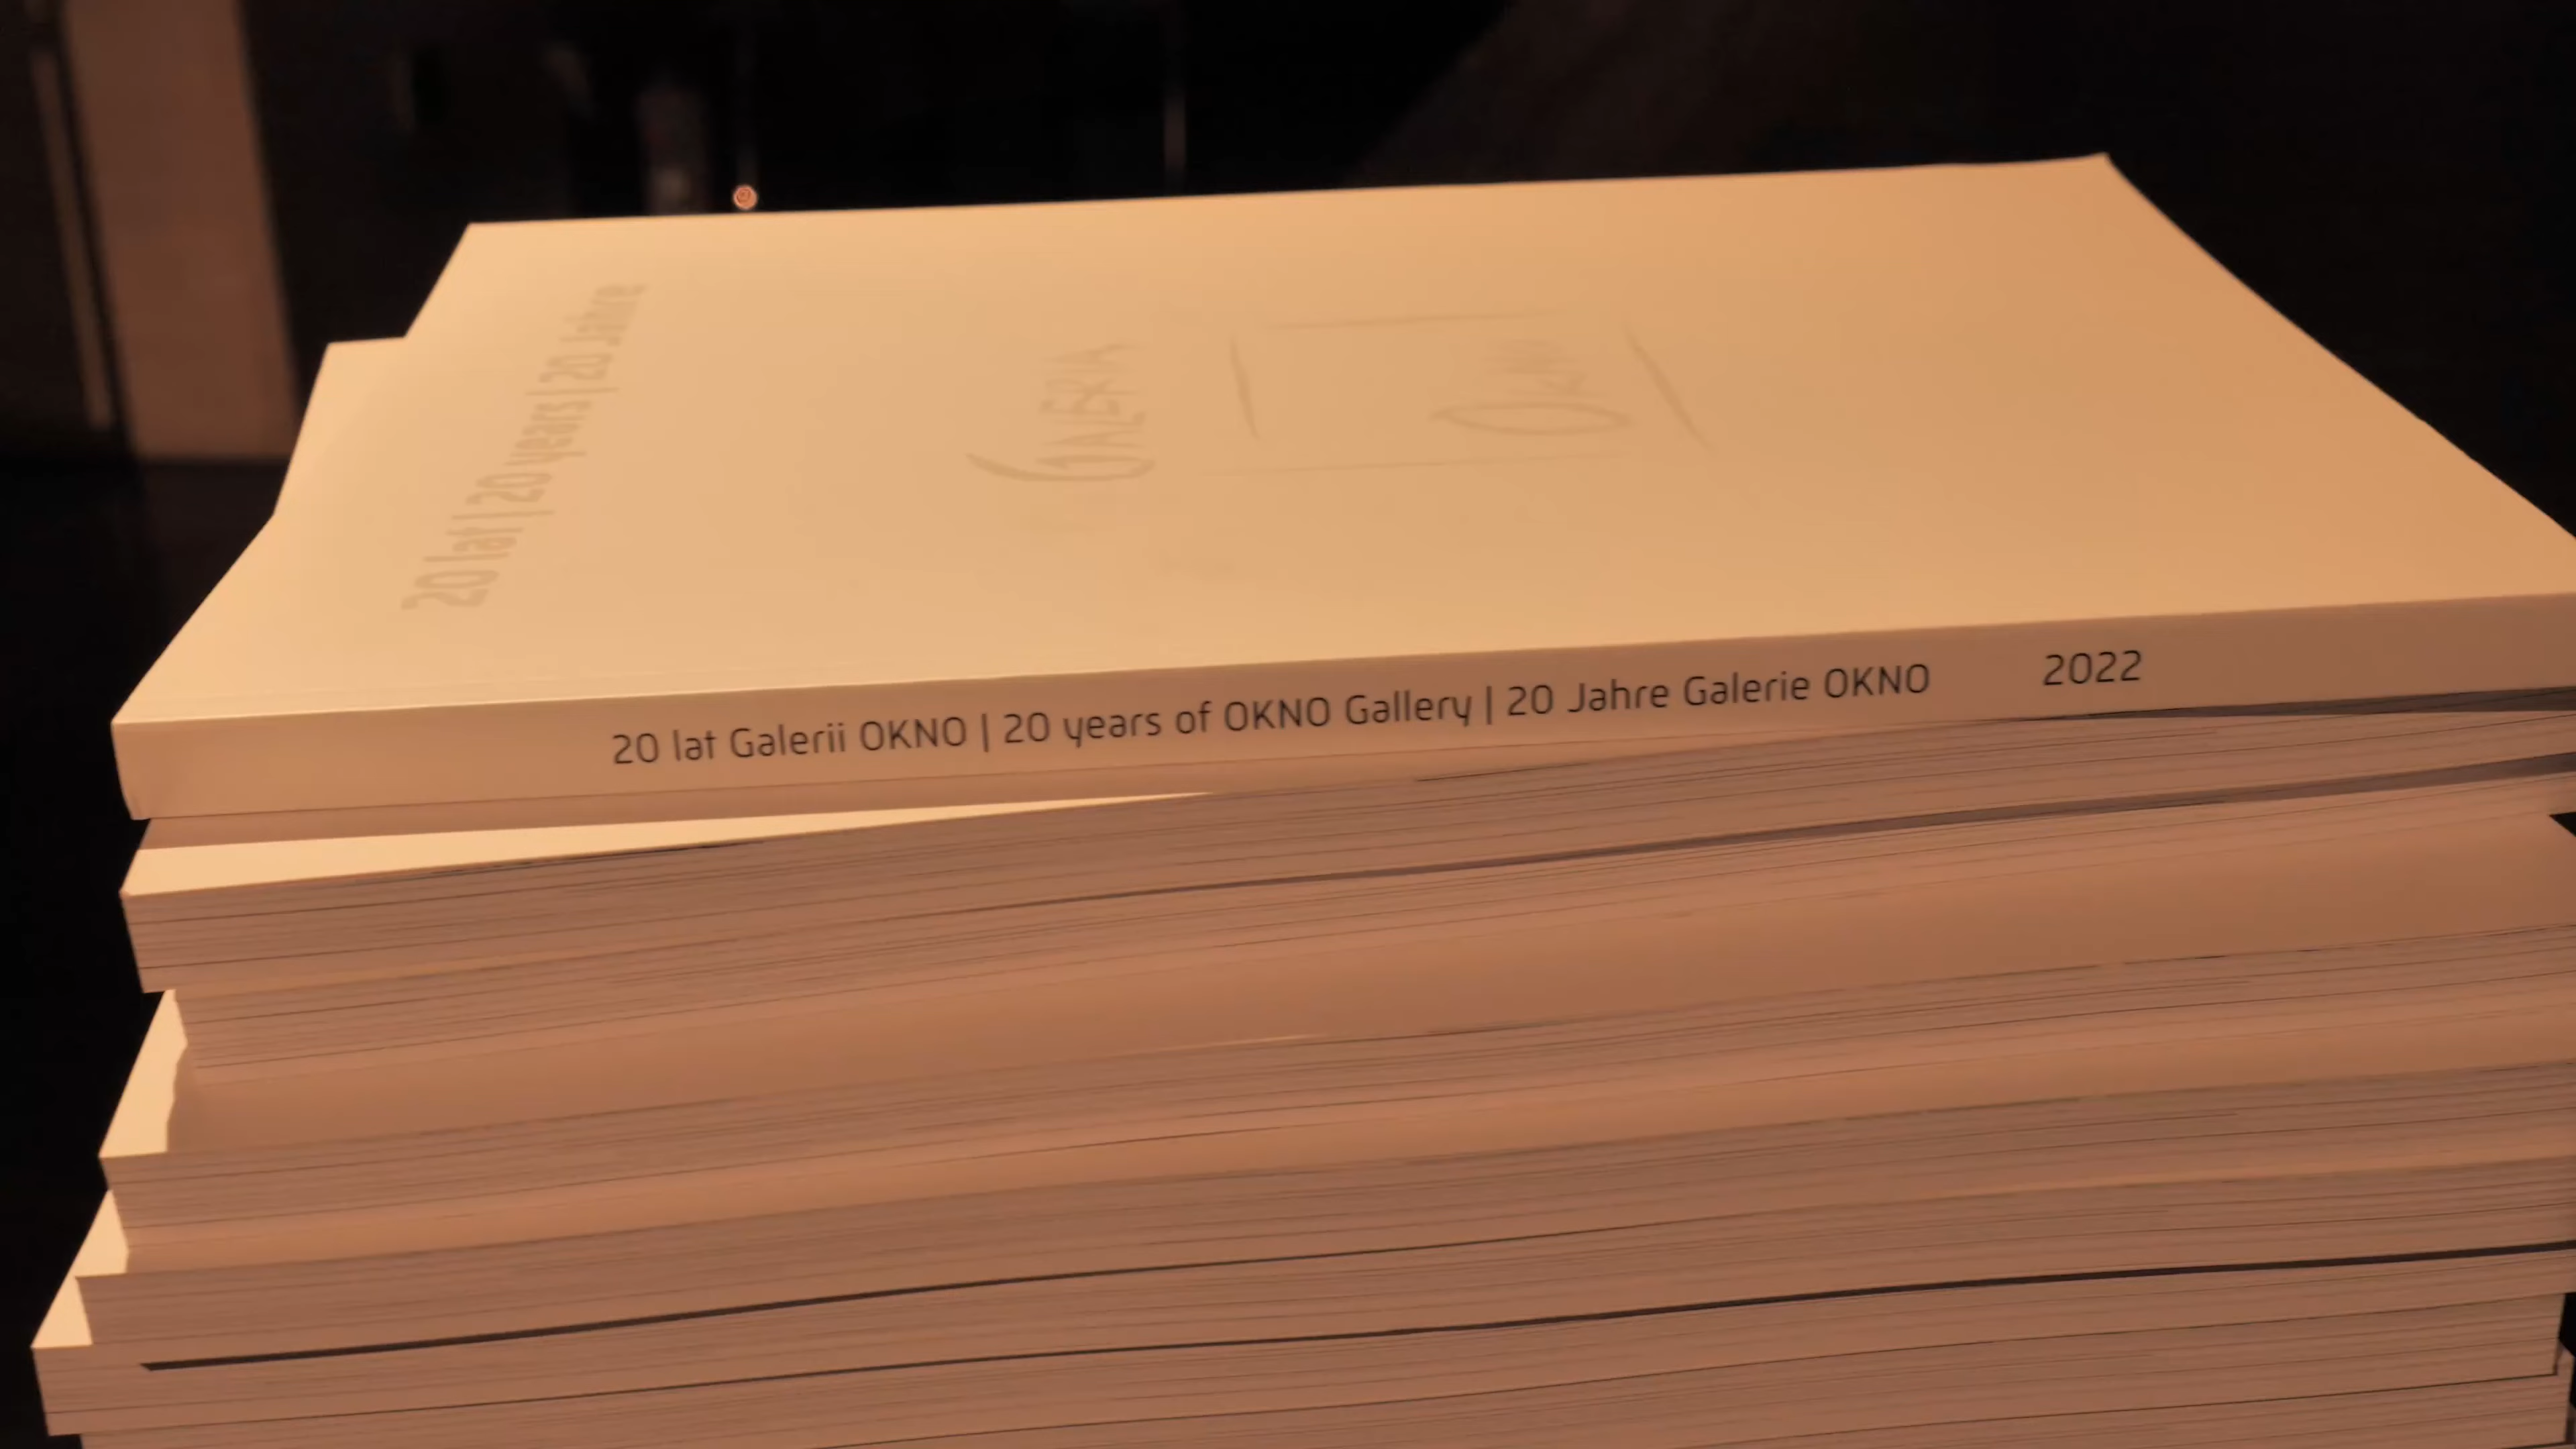 20 lat | 20 years | 20 Jahre
GALERIA
OKNO
20 lat Galerii OKNO | 20 years of OKNO Gallery | 20 Jahre Galerie OKNO 2022